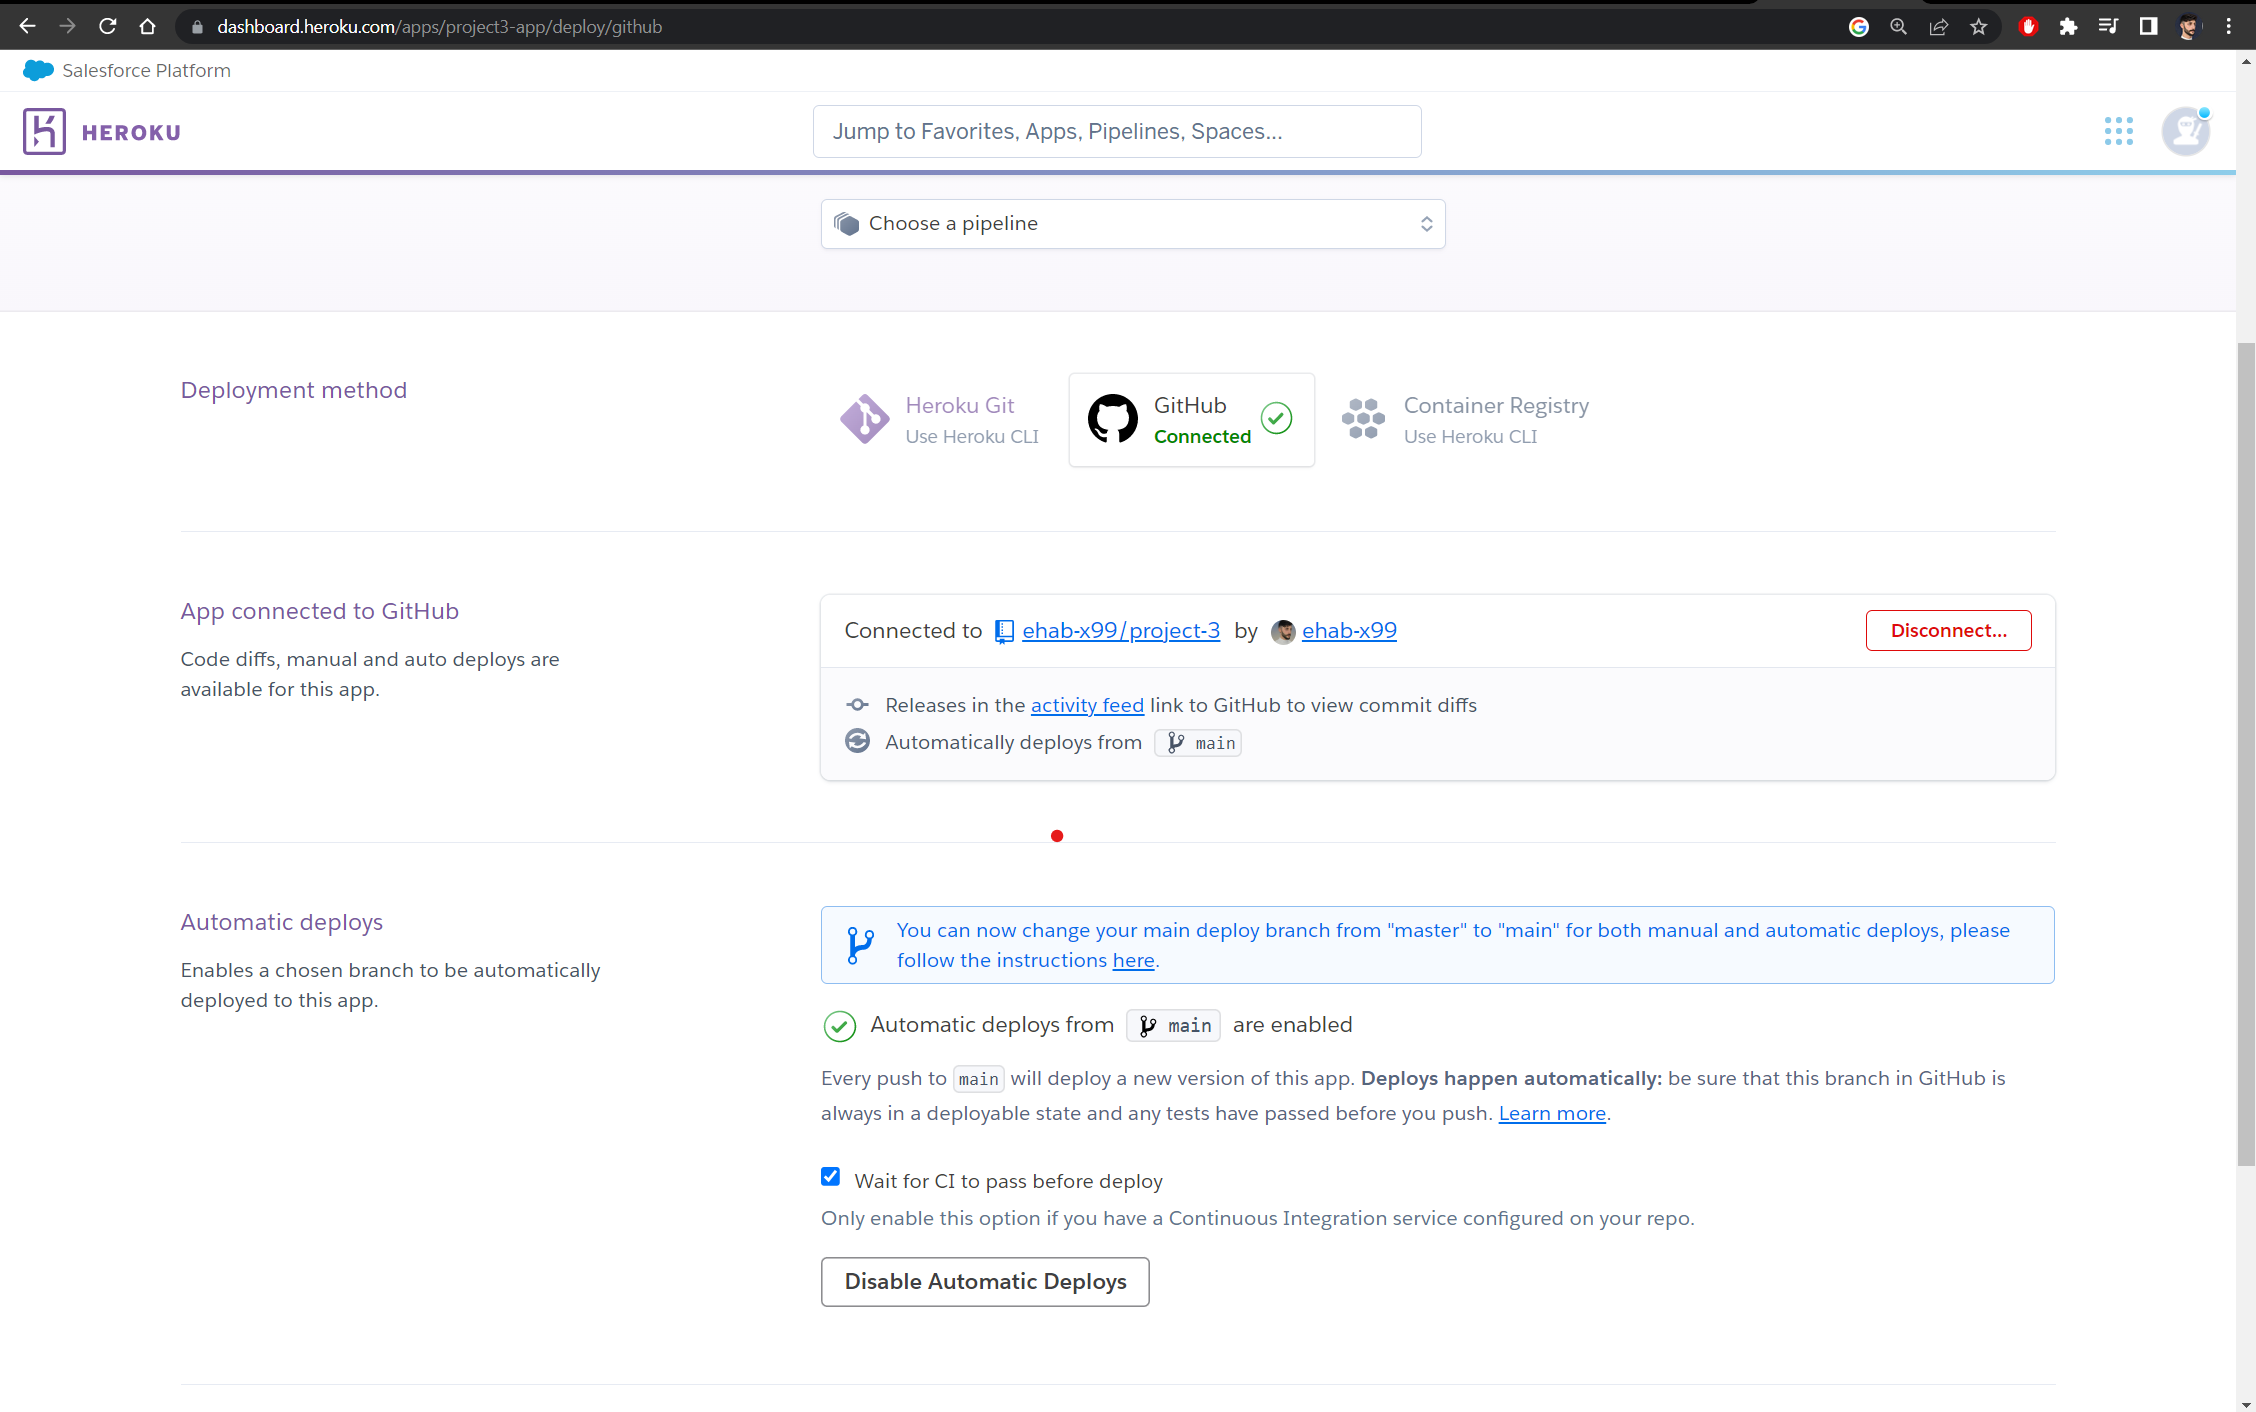 dashboard.heroku.com/apps/project3-app/deploy/github
Salesforce Platform
HEROKU
Jump to Favorites, Apps, Pipelines, Spaces...
Choose a pipeline
Deployment method
Heroku Git
Use Heroku CLI
GitHub
Connected
Container Registry
Use Heroku CLI
App connected to GitHub
Code diffs, manual and auto deploys are
available for this app.
Connected to ehab-x99/project-3 by ehab-x99
Disconnect...
Releases in the activity feed link to GitHub to view commit diffs
Automatically deploys from main
Automatic deploys
Enables a chosen branch to be automatically
deployed to this app.
You can now change your main deploy branch from "master" to "main" for both manual and automatic deploys, please
follow the instructions here.
Automatic deploys from main are enabled
Every push to main will deploy a new version of this app. Deploys happen automatically: be sure that this branch in GitHub is
always in a deployable state and any tests have passed before you push. Learn more.
Wait for CI to pass before deploy
Only enable this option if you have a Continuous Integration service configured on your repo.
Disable Automatic Deploys